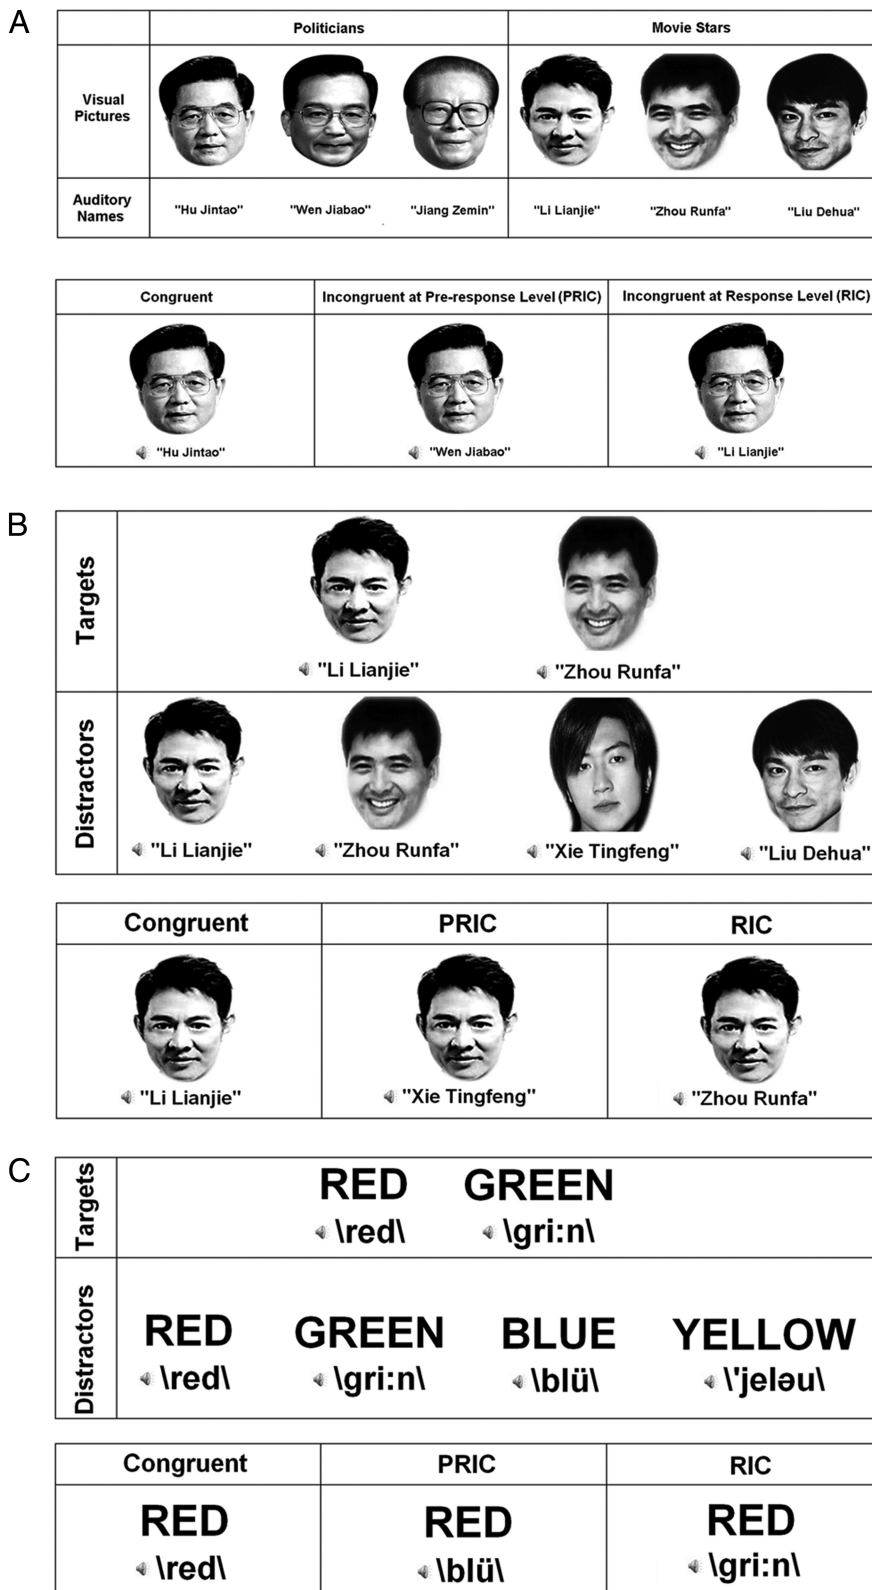 A
Politicians Movie Stars
Visual
Pictures
Auditory
Names
"Hu Jintao" "Wen Jiabao" "Jiang Zemin" "Li Lianjie" "Zhou Runfa" "Liu Dehua"
Congruent Incongruent at Pre-response Level (PRIC) Incongruent at Response Level (RIC)
"Hu Jintao" "Wen Jiabao" "Li Lianjie"
B
Targets
"Li Lianjie" "Zhou Runfa"
Distractors
"Li Lianjie" "Zhou Runfa" "Xie Tingfeng" "Liu Dehua"
Congruent PRIC RIC
"Li Lianjie" "Xie Tingfeng" "Zhou Runfa"
C
Targets
RED GREEN
\red\ \gri:n\
Distractors
RED GREEN BLUE YELLOW
\red\ \gri:n\ \blü\ \'jeləu\
Congruent PRIC RIC
RED RED RED
\red\ \blü\ \gri:n\